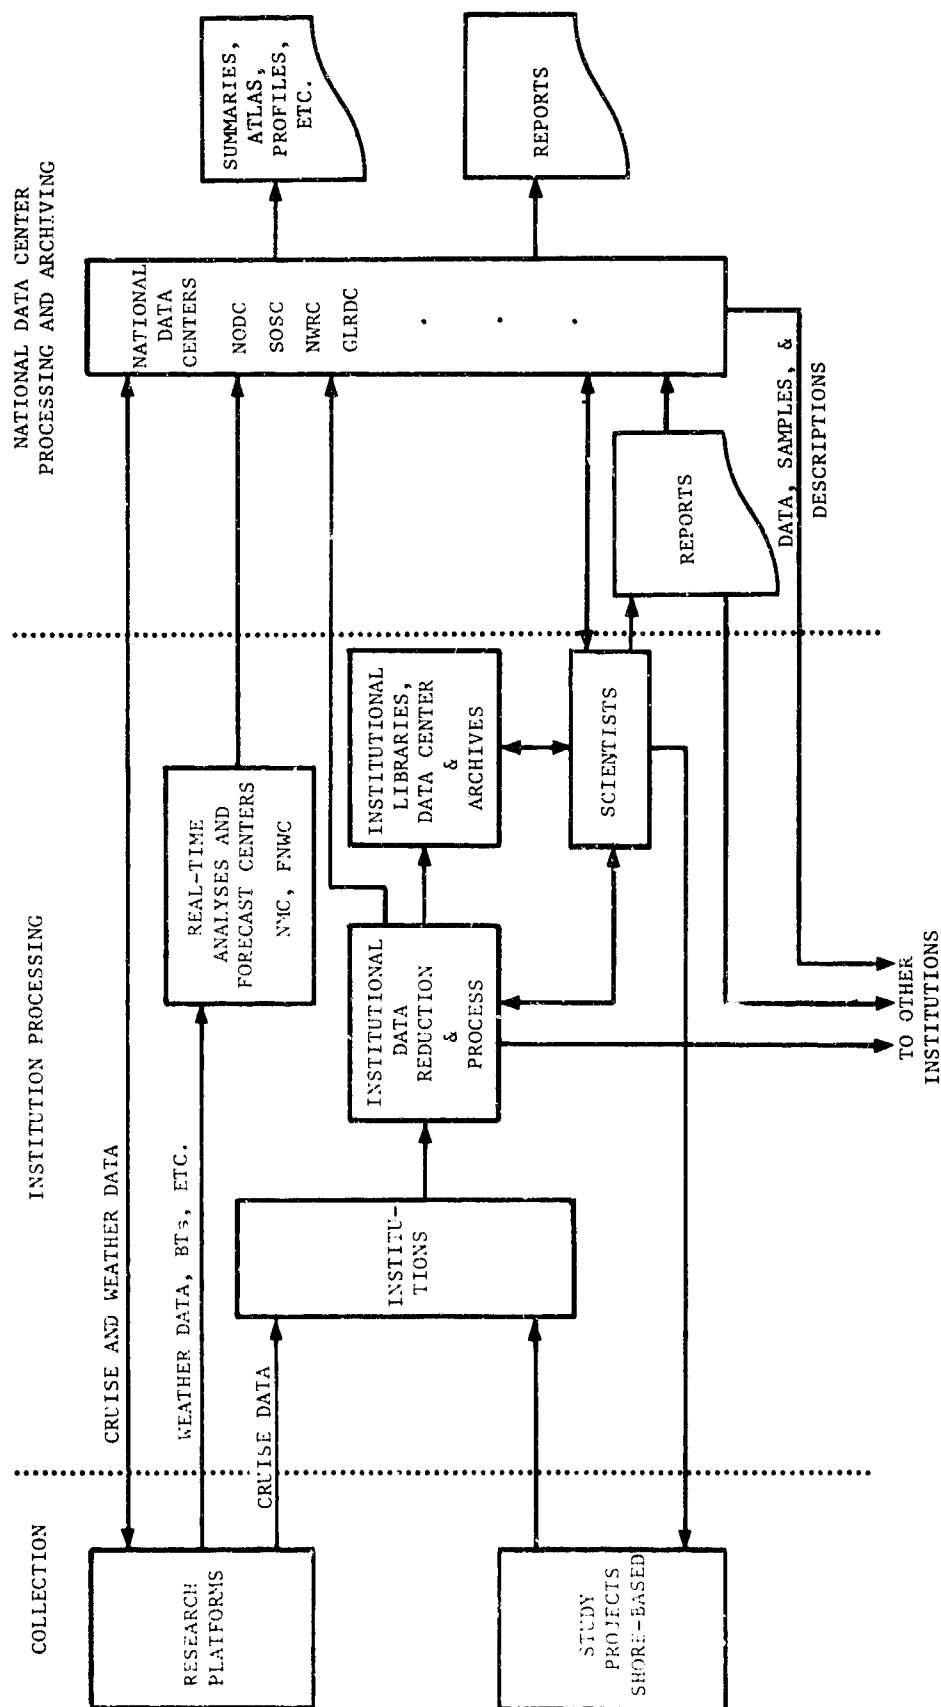 COLLECTION
INSTITUTION PROCESSING
NATIONAL DATA CENTER
PROCESSING AND ARCHIVING
RESEARCH
PLATFORMS
STUDY
PROJECTS
SHORE-BASED
CRUISE AND WEATHER DATA
WEATHER DATA, BTs, ETC.
CRUISE DATA
INSTITU-
TIONS
REAL-TIME
ANALYSES AND
FORECAST CENTERS
NMC, FNWC
INSTITUTIONAL
DATA
REDUCTION
&
PROCESS
INSTITUTIONAL
LIBRARIES,
DATA CENTER
&
ARCHIVES
SCIENTISTS
TO OTHER
INSTITUTIONS
REPORTS
DATA, SAMPLES, &
DESCRIPTIONS
NATIONAL
DATA
CENTERS
NODC
SOSC
NWRC
GLRDC
.
.
.
SUMMARIES,
ATLAS,
PROFILES,
ETC.
REPORTS